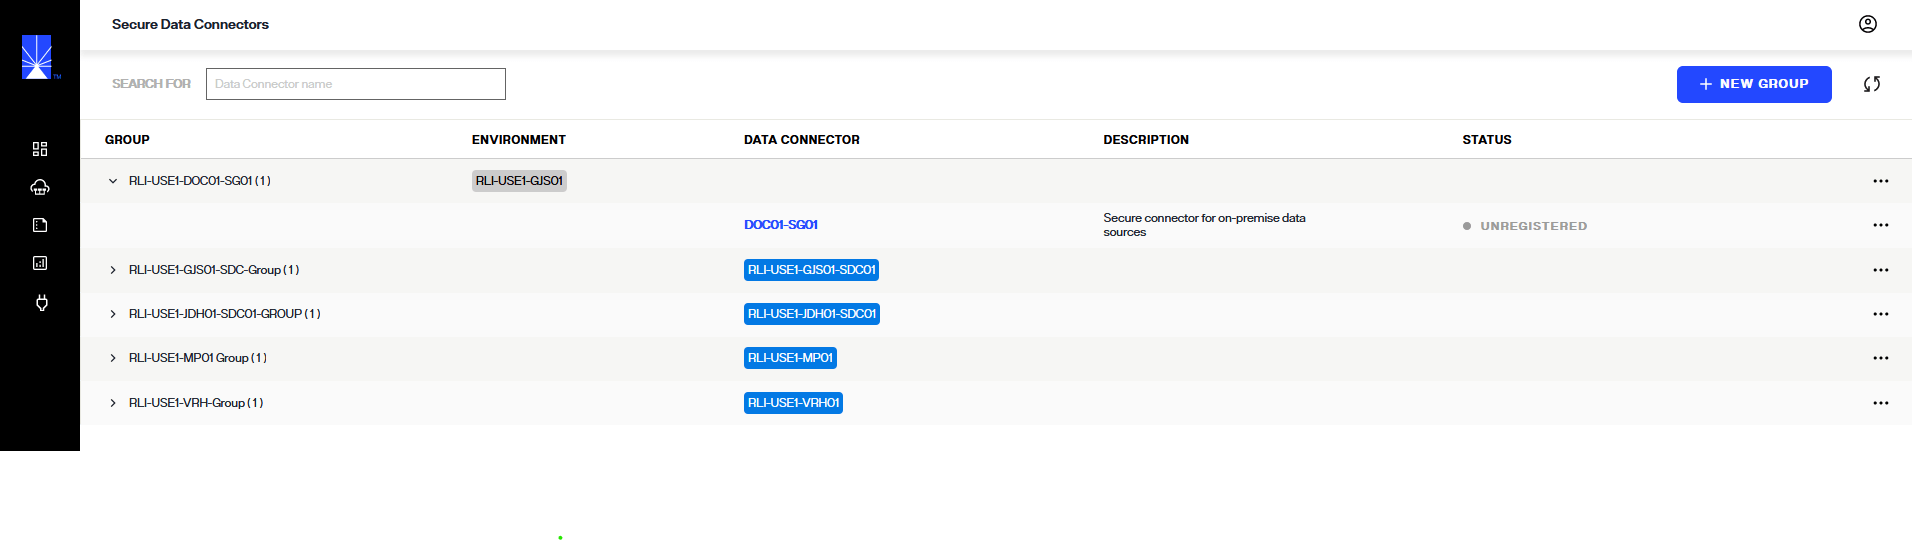 Secure Data Connectors
TM
SEARCH FOR
Data Connector name
NEW GROUP
GROUP ENVIRONMENT DATA CONNECTOR DESCRIPTION STATUS
RLI-USE1-DOC01-SG01 (1) RLI-USE1-GJS01
DOC01-SG01 Secure connector for on-premise data UNREGISTERED
sources
RLI-USE1-GJS01-SDC-Group (1) RLI-USE1-GJS01-SDC01
RLI-USE1-JDH01-SDC01-GROUP (1) RLI-USE1-JDH01-SDC01
RLI-USE1-MP01 Group (1) RLI-USE1-MP01
RLI-USE1-VRH-Group (1) RLI-USE1-VRH01